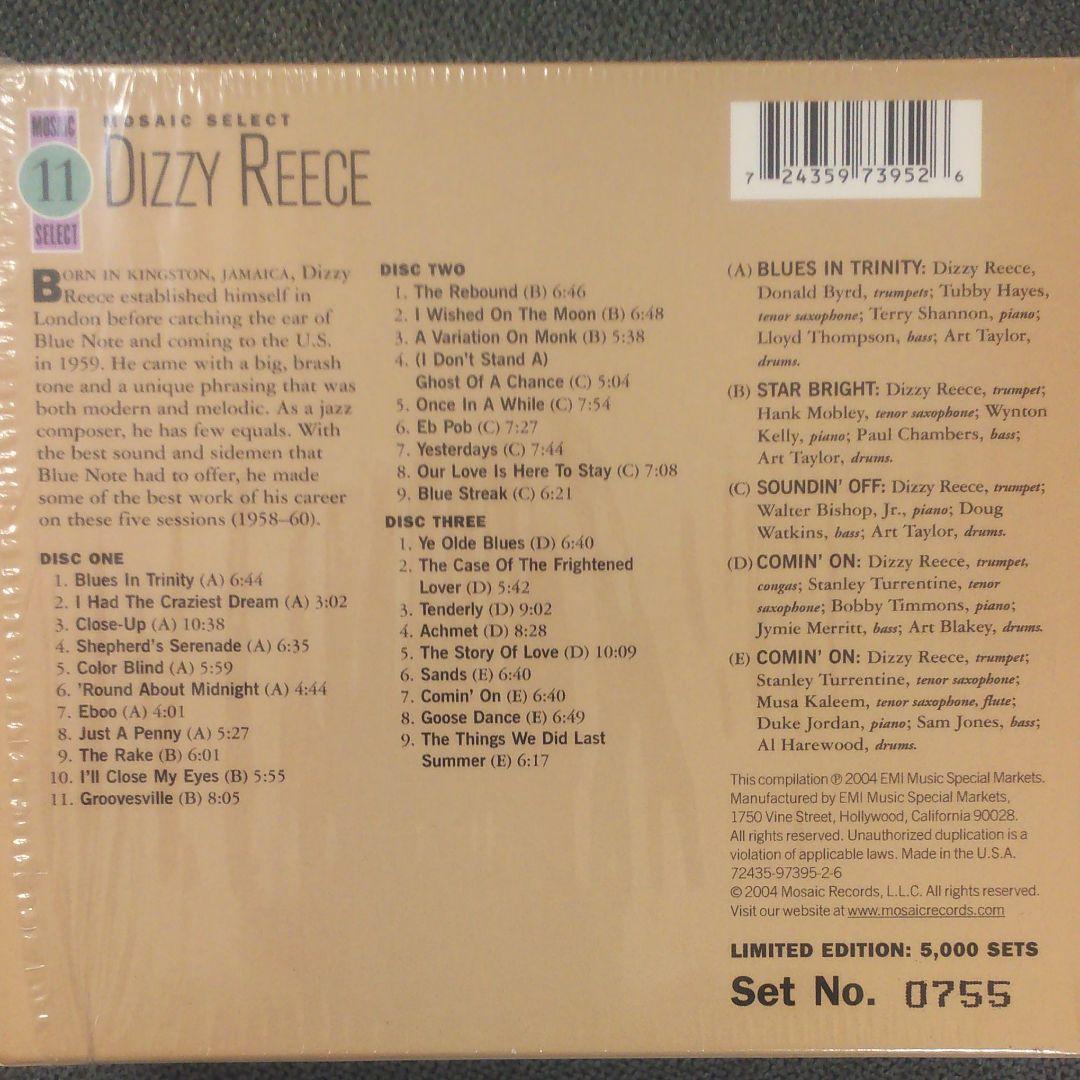 MOSAIC
11
SELECT
MOSAIC SELECT
DIZZY REECE
7 24359 73952 6
BORN IN KINGSTON, JAMAICA, Dizzy
Reece established himself in
London before catching the ear of
Blue Note and coming to the U.S.
in 1959. He came with a big, brash
tone and a unique phrasing that was
both modern and melodic. As a jazz
composer, he has few equals. With
the best sound and sidemen that
Blue Note had to offer, he made
some of the best work of his career
on these five sessions (1958–60).
DISC ONE
1. Blues In Trinity (A) 6:44
2. I Had The Craziest Dream (A) 3:02
3. Close-Up (A) 10:38
4. Shepherd's Serenade (A) 6:35
5. Color Blind (A) 5:59
6. 'Round About Midnight (A) 4:44
7. Eboo (A) 4:01
8. Just A Penny (A) 5:27
9. The Rake (B) 6:01
10. I'll Close My Eyes (B) 5:55
11. Groovesville (B) 8:05
DISC TWO
1. The Rebound (B) 6:46
2. I Wished On The Moon (B) 6:48
3. A Variation On Monk (B) 5:38
4. (I Don't Stand A)
Ghost Of A Chance (C) 5:04
5. Once In A While (C) 7:54
6. Eb Pob (C) 7:27
7. Yesterdays (C) 7:44
8. Our Love Is Here To Stay (C) 7:08
9. Blue Streak (C) 6:21
DISC THREE
1. Ye Olde Blues (D) 6:40
2. The Case Of The Frightened
Lover (D) 5:42
3. Tenderly (D) 9:02
4. Achmet (D) 8:28
5. The Story Of Love (D) 10:09
6. Sands (E) 6:40
7. Comin' On (E) 6:40
8. Goose Dance (E) 6:49
9. The Things We Did Last
Summer (E) 6:17
(A) BLUES IN TRINITY: Dizzy Reece,
Donald Byrd, trumpets; Tubby Hayes,
tenor saxophone; Terry Shannon, piano;
Lloyd Thompson, bass; Art Taylor,
drums.
(B) STAR BRIGHT: Dizzy Reece, trumpet;
Hank Mobley, tenor saxophone; Wynton
Kelly, piano; Paul Chambers, bass;
Art Taylor, drums.
(C) SOUNDIN' OFF: Dizzy Reece, trumpet;
Walter Bishop, Jr., piano; Doug
Watkins, bass; Art Taylor, drums.
(D) COMIN' ON: Dizzy Reece, trumpet,
congas; Stanley Turrentine, tenor
saxophone; Bobby Timmons, piano;
Jymie Merritt, bass; Art Blakey, drums.
(E) COMIN' ON: Dizzy Reece, trumpet;
Stanley Turrentine, tenor saxophone;
Musa Kaleem, tenor saxophone, flute;
Duke Jordan, piano; Sam Jones, bass;
Al Harewood, drums.
This compilation ℗ 2004 EMI Music Special Markets.
Manufactured by EMI Music Special Markets,
1750 Vine Street, Hollywood, California 90028.
All rights reserved. Unauthorized duplication is a
violation of applicable laws. Made in the U.S.A.
72435-97395-2-6
© 2004 Mosaic Records, L.L.C. All rights reserved.
Visit our website at www.mosaicrecords.com
LIMITED EDITION: 5,000 SETS
Set No. 0755